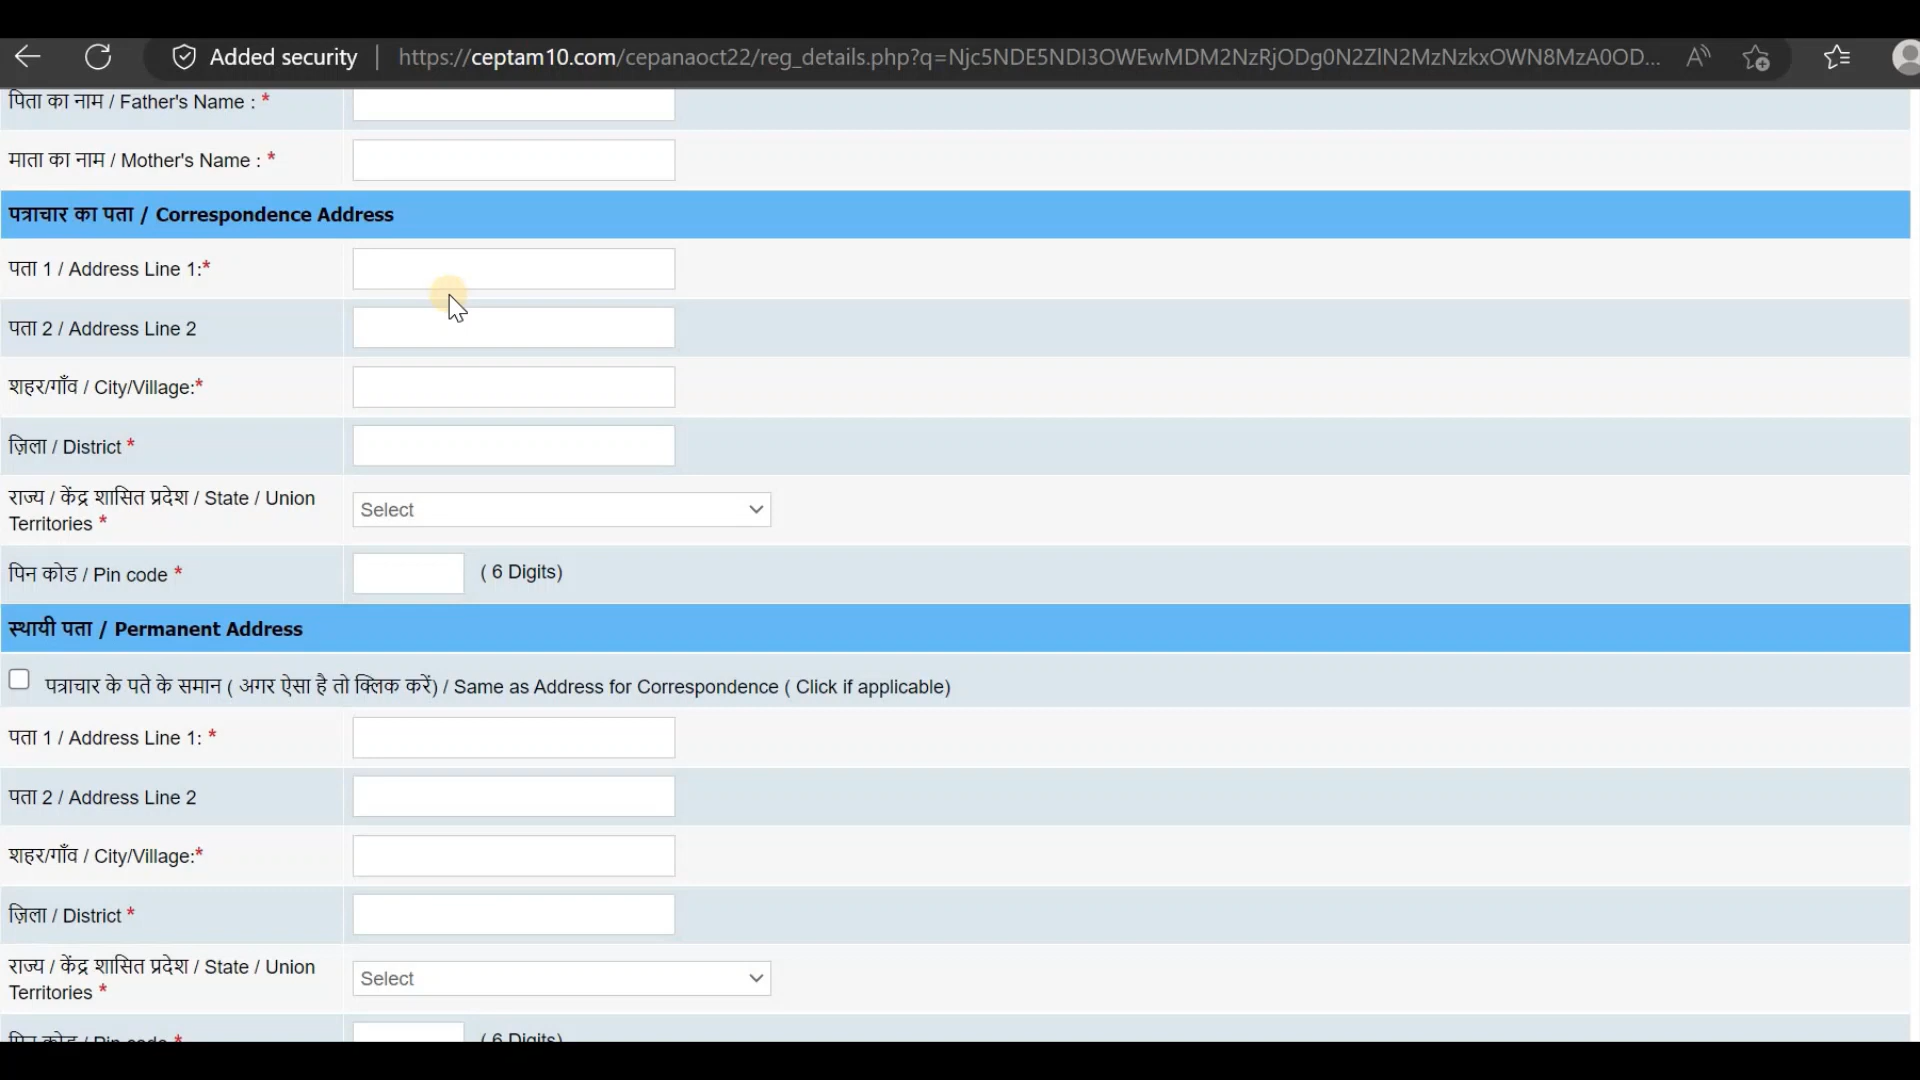 Added security | https://ceptam10.com/cepanaoct22/reg_details.php?q=Njc5NDE5NDI3OWEwMDM2NzRjODg0N2ZlN2MzNzkxOWN8MzA0OD...
पिता का नाम / Father's Name : *
माता का नाम / Mother's Name : *
पत्राचार का पता / Correspondence Address
पता 1 / Address Line 1:*
पता 2 / Address Line 2
शहर/गाँव / City/Village:*
ज़िला / District *
राज्य / केंद्र शासित प्रदेश / State / Union
Territories *
Select
पिन कोड / Pin code * ( 6 Digits)
स्थायी पता / Permanent Address
पत्राचार के पते के समान ( अगर ऐसा है तो क्लिक करें) / Same as Address for Correspondence ( Click if applicable)
पता 1 / Address Line 1: *
पता 2 / Address Line 2
शहर/गाँव / City/Village:*
ज़िला / District *
राज्य / केंद्र शासित प्रदेश / State / Union
Territories *
Select
पिन कोड / Pin code * ( 6 Digits)